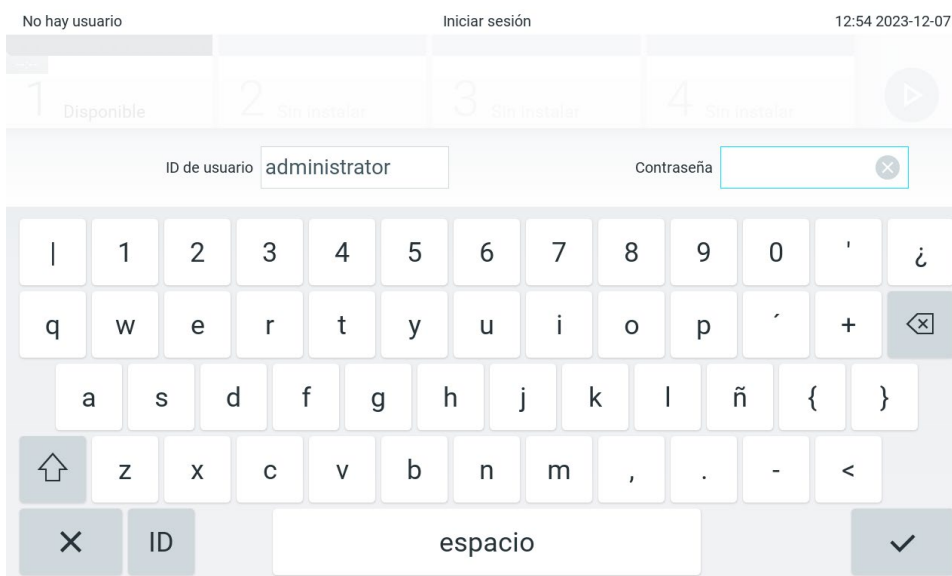 No hay usuario Iniciar sesión 12:54 2023-12-07
1 Disponible 2 Sin instalar 3 Sin instalar 4 Sin instalar
ID de usuario administrator Contraseña
| 1 2 3 4 5 6 7 8 9 0 ' ¿
q w e r t y u i o p ´ +
a s d f g h j k l ñ { }
z x c v b n m , . - <
ID espacio